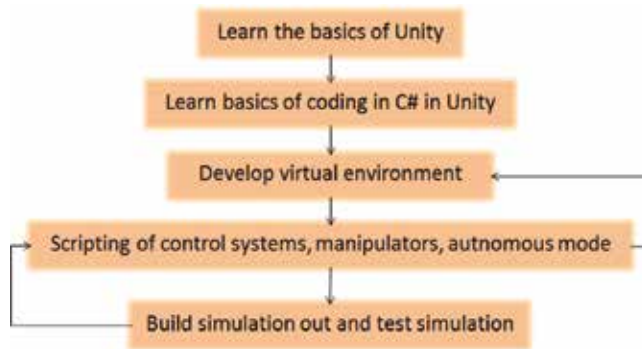 Learn the basics of Unity
Learn basics of coding in C# in Unity
Develop virtual environment
Scripting of control systems, manipulators, autnomous mode
Build simulation out and test simulation